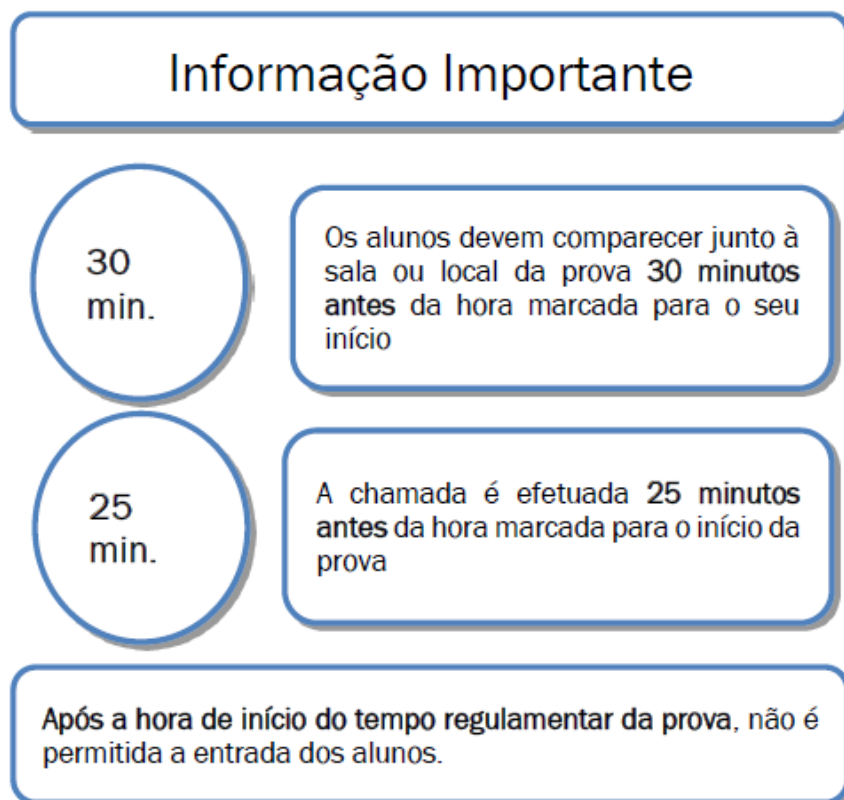 Informação Importante
30
min.
Os alunos devem comparecer junto à
sala ou local da prova 30 minutos
antes da hora marcada para o seu
início
25
min.
A chamada é efetuada 25 minutos
antes da hora marcada para o início da
prova
Após a hora de início do tempo regulamentar da prova, não é
permitida a entrada dos alunos.